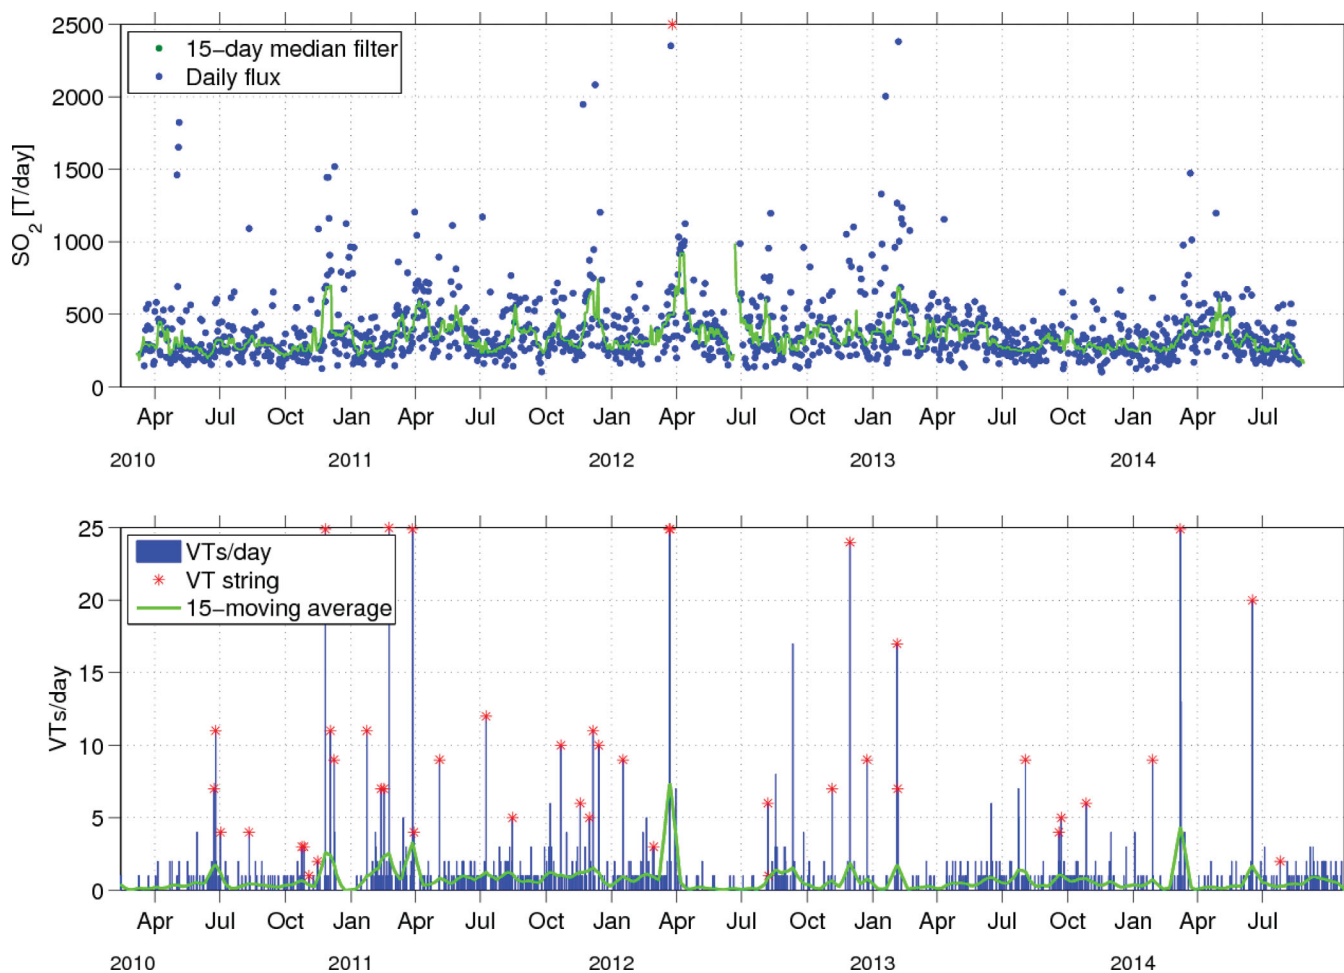 2500
2000
1500
1000
500
0
SO2 [T/day]
15−day median filter
Daily flux
Apr Jul Oct Jan Apr Jul Oct Jan Apr Jul Oct Jan Apr Jul Oct Jan Apr Jul
2010 2011 2012 2013 2014
25
20
15
10
5
0
VTs/day
VTs/day
VT string
15−moving average
Apr Jul Oct Jan Apr Jul Oct Jan Apr Jul Oct Jan Apr Jul Oct Jan Apr Jul
2010 2011 2012 2013 2014